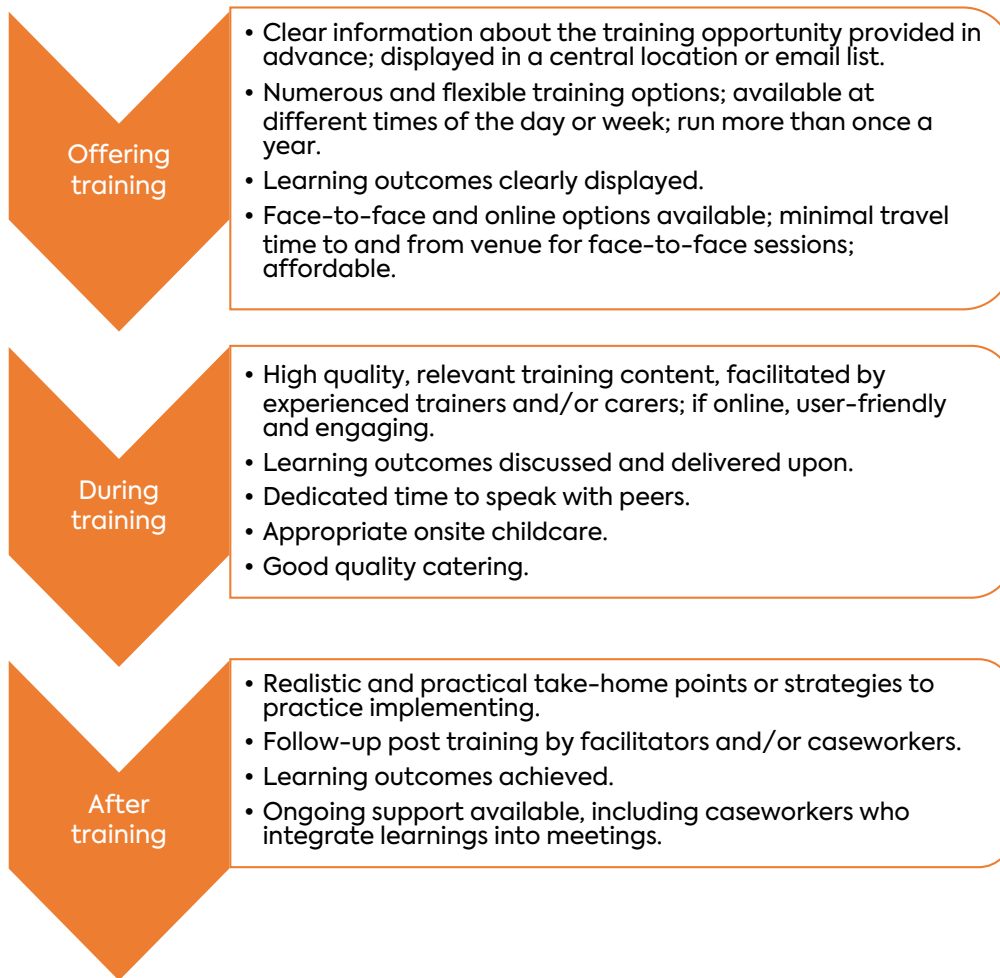 Offering
training
• Clear information about the training opportunity provided in
advance; displayed in a central location or email list.
• Numerous and flexible training options; available at
different times of the day or week; run more than once a
year.
• Learning outcomes clearly displayed.
• Face-to-face and online options available; minimal travel
time to and from venue for face-to-face sessions;
affordable.
During
training
• High quality, relevant training content, facilitated by
experienced trainers and/or carers; if online, user-friendly
and engaging.
• Learning outcomes discussed and delivered upon.
• Dedicated time to speak with peers.
• Appropriate onsite childcare.
• Good quality catering.
After
training
• Realistic and practical take-home points or strategies to
practice implementing.
• Follow-up post training by facilitators and/or caseworkers.
• Learning outcomes achieved.
• Ongoing support available, including caseworkers who
integrate learnings into meetings.